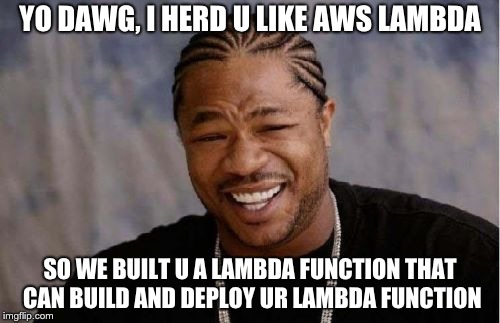 YO DAWG, I HERD U LIKE AWS LAMBDA
SO WE BUILT U A LAMBDA FUNCTION THAT
CAN BUILD AND DEPLOY UR LAMBDA FUNCTION
imgflip.com